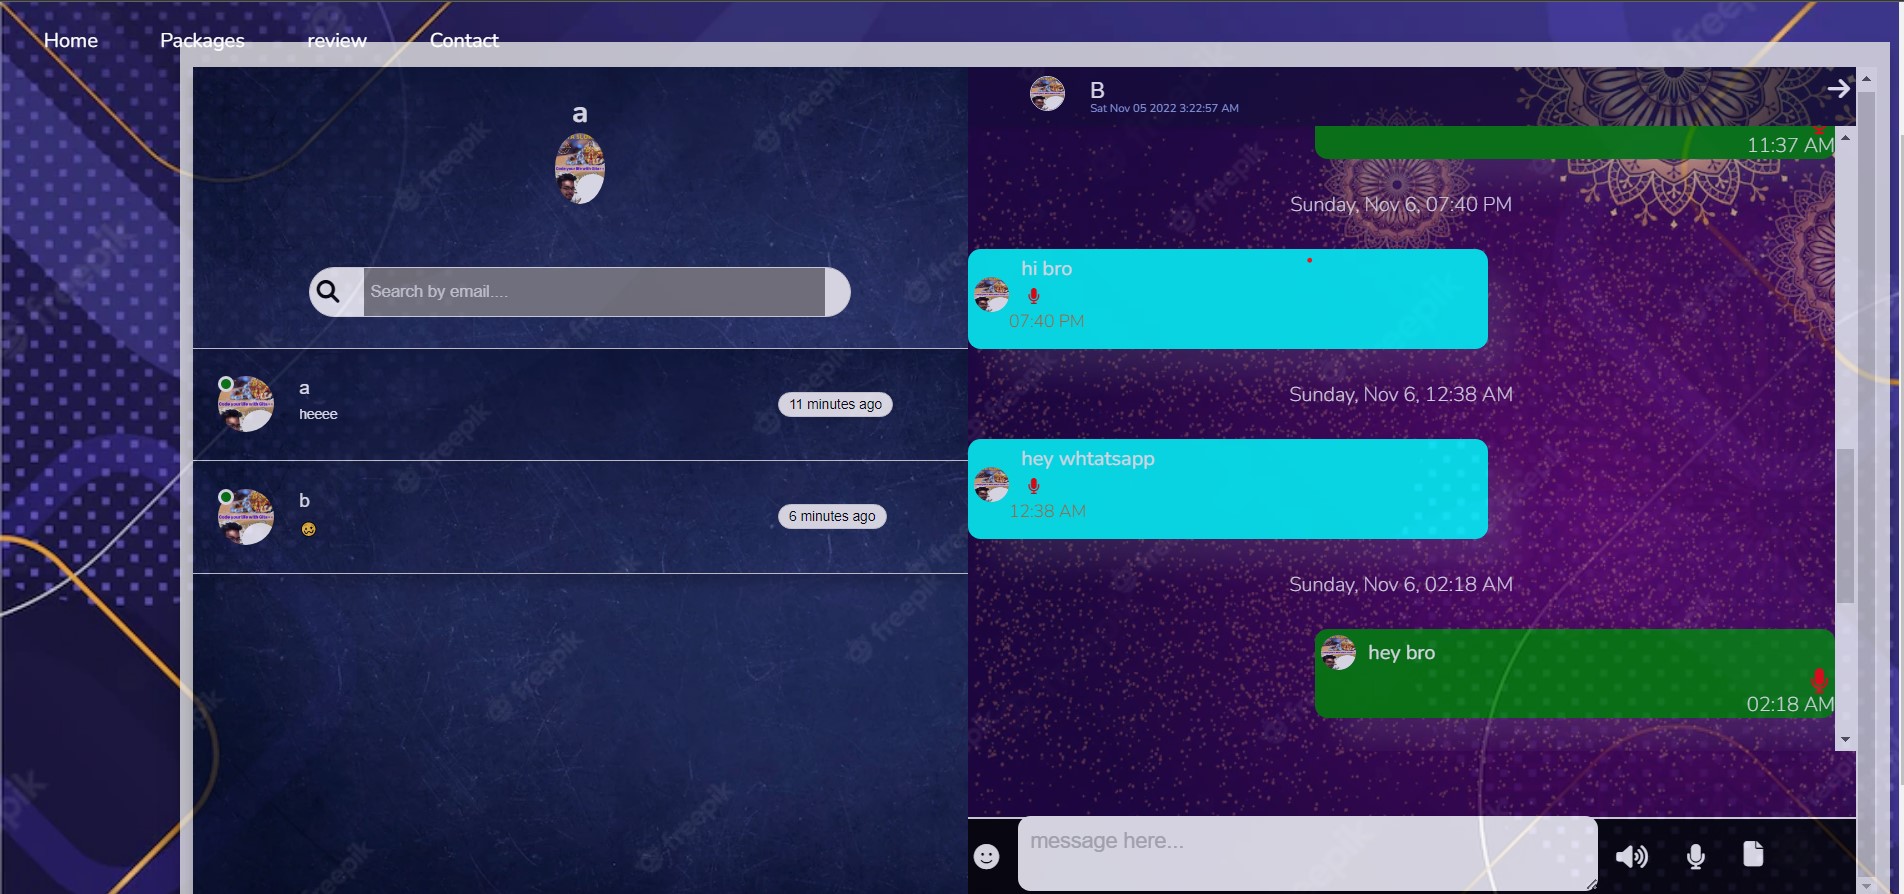 Home Packages review Contact
a
Search by email....
a
heeee
11 minutes ago
b
6 minutes ago
B
Sat Nov 05 2022 3:22:57 AM
11:37 AM
Sunday, Nov 6, 07:40 PM
hi bro
07:40 PM
Sunday, Nov 6, 12:38 AM
hey whtatsapp
12:38 AM
Sunday, Nov 6, 02:18 AM
hey bro
02:18 AM
message here...
freepik